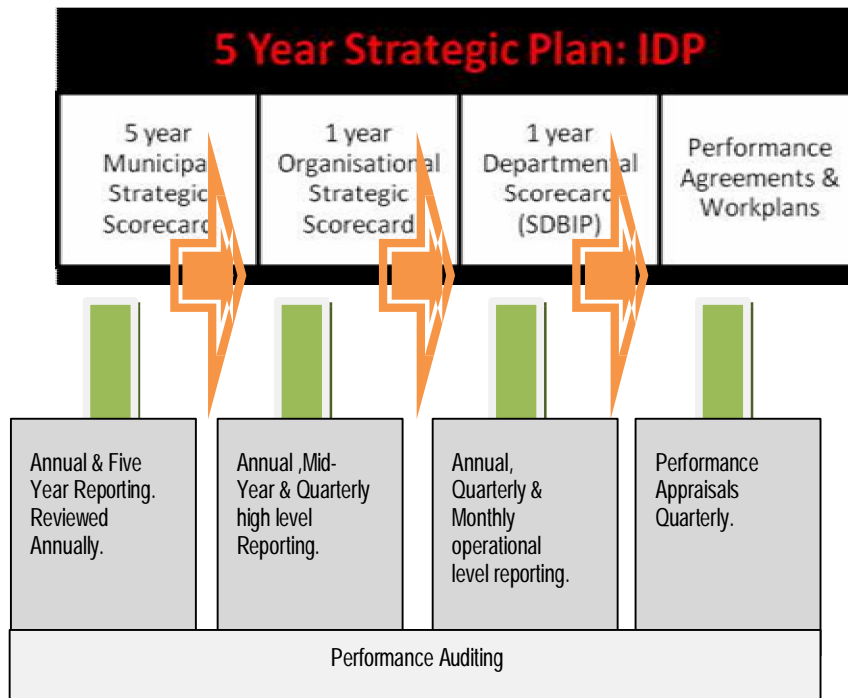 5 Year Strategic Plan: IDP
5 year
Municipal
Strategic
Scorecard
1 year
Organisational
Strategic
Scorecard
1 year
Departmental
Scorecard
(SDBIP)
Performance
Agreements &
Workplans
Annual & Five
Year Reporting.
Reviewed
Annually.
Annual ,Mid-
Year & Quarterly
high level
Reporting.
Annual,
Quarterly &
Monthly
operational
level reporting.
Performance
Appraisals
Quarterly.
Performance Auditing